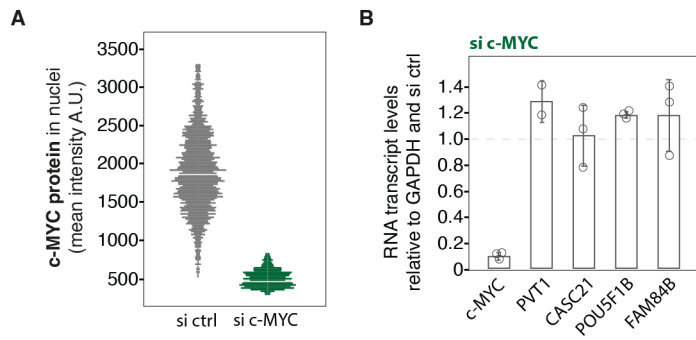 A
c-MYC protein in nuclei
(mean intensity A.U.)
3500
3000
2500
2000
1500
1000
500
si ctrl
si c-MYC
B
si c-MYC
RNA transcript levels
relative to GAPDH and si ctrl
1.4
1.2
1.0
0.8
0.6
0.4
0.2
0
c-MYC
PVT1
CASC21
POU5F1B
FAM84B